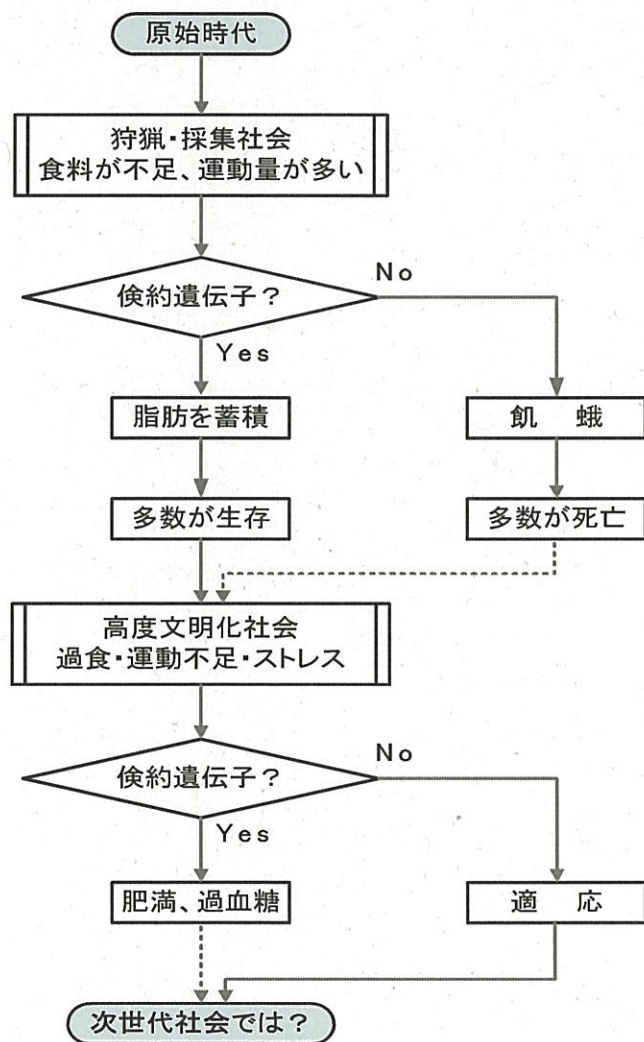 原始時代
狩猟・採集社会
食料が不足、運動量が多い
倹約遺伝子？
No
Yes
脂肪を蓄積
飢　蛾
多数が生存
多数が死亡
高度文明化社会
過食・運動不足・ストレス
倹約遺伝子？
No
Yes
肥満、過血糖
適　応
次世代社会では？